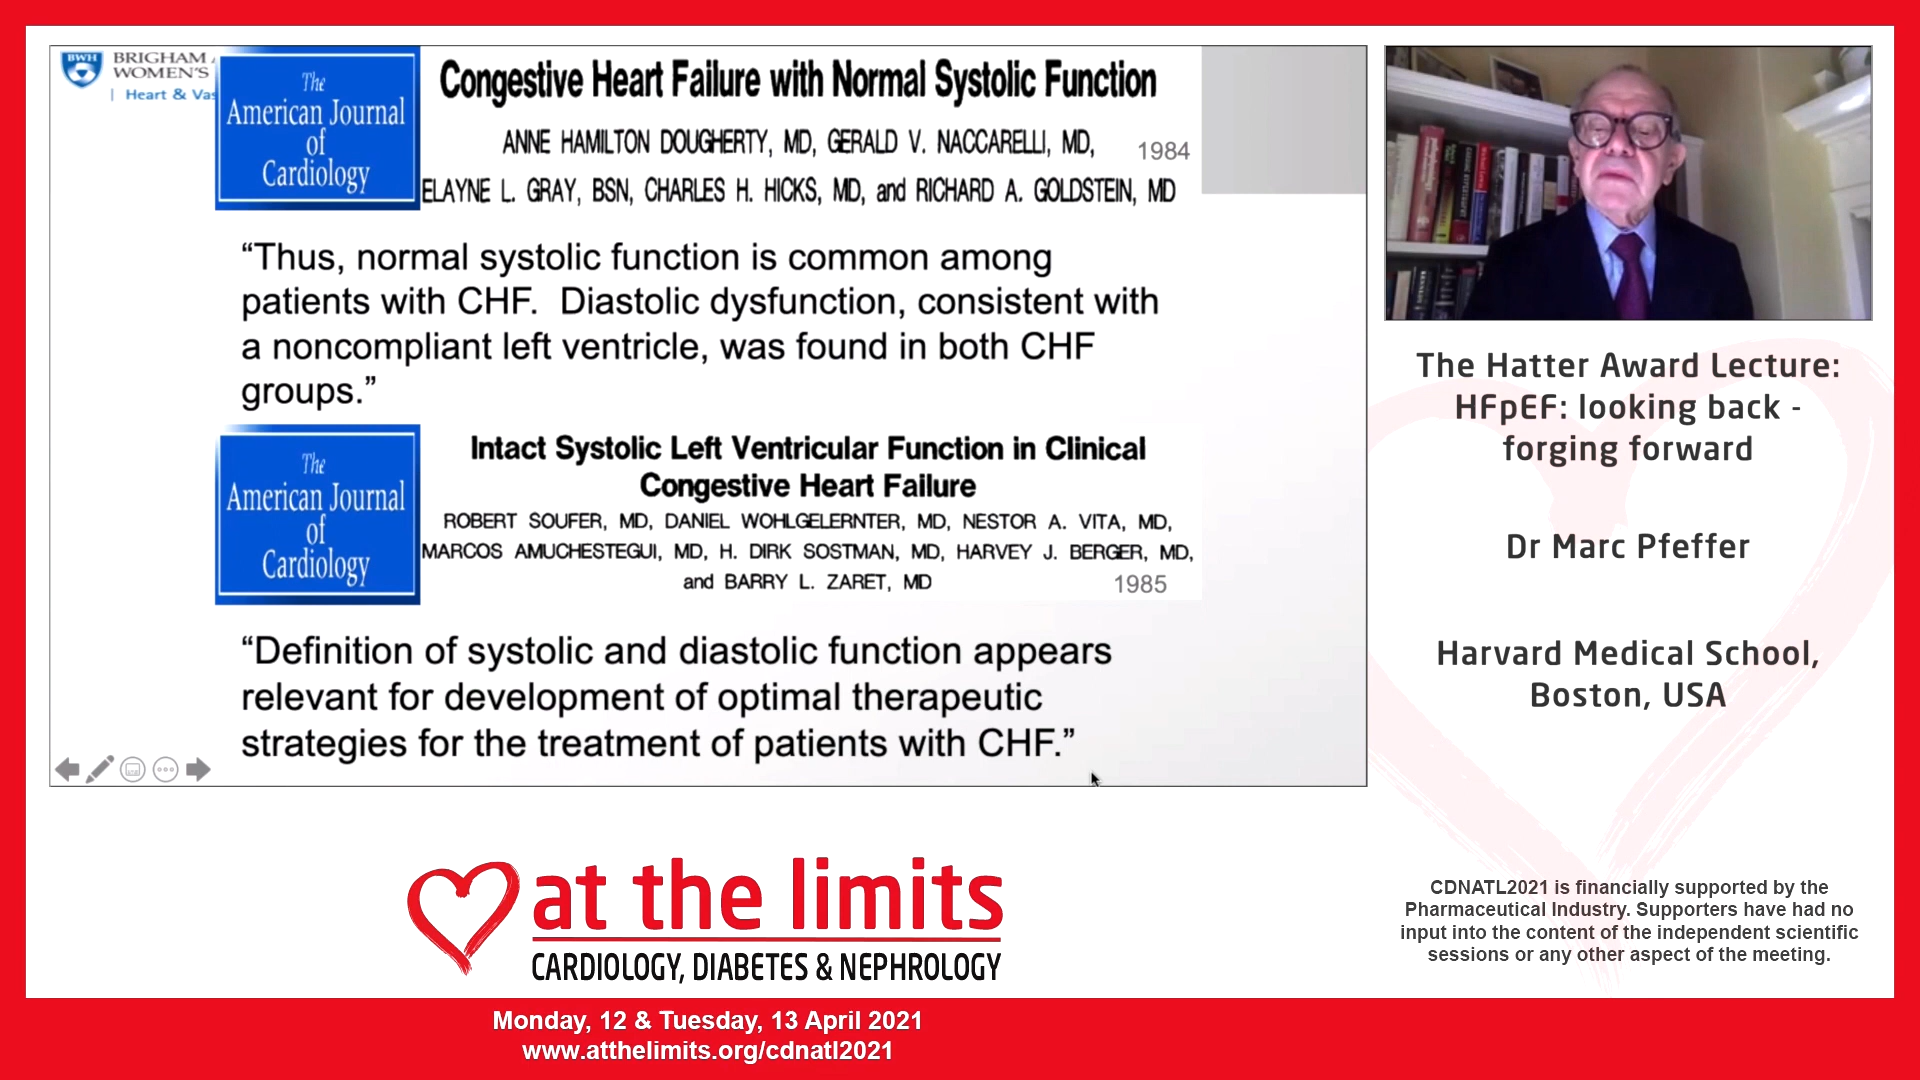 BWH
BRIGHAM
WOMEN'S
| Heart & Vas
The
American Journal
of
Cardiology
Congestive Heart Failure with Normal Systolic Function
ANNE HAMILTON DOUGHERTY, MD, GERALD V. NACCARELLI, MD,
1984
ELAYNE L. GRAY, BSN, CHARLES H. HICKS, MD, and RICHARD A. GOLDSTEIN, MD
“Thus, normal systolic function is common among
patients with CHF.  Diastolic dysfunction, consistent with
a noncompliant left ventricle, was found in both CHF
groups.”
The
American Journal
of
Cardiology
Intact Systolic Left Ventricular Function in Clinical
Congestive Heart Failure
ROBERT SOUFER, MD, DANIEL WOHLGELERNTER, MD, NESTOR A. VITA, MD,
MARCOS AMUCHESTEGUI, MD, H. DIRK SOSTMAN, MD, HARVEY J. BERGER, MD,
and BARRY L. ZARET, MD
1985
“Definition of systolic and diastolic function appears
relevant for development of optimal therapeutic
strategies for the treatment of patients with CHF.”
The Hatter Award Lecture:
HFpEF: looking back -
forging forward
Dr Marc Pfeffer
Harvard Medical School,
Boston, USA
CDNATL2021 is financially supported by the
Pharmaceutical Industry. Supporters have had no
input into the content of the independent scientific
sessions or any other aspect of the meeting.
at the limits
CARDIOLOGY, DIABETES & NEPHROLOGY
Monday, 12 & Tuesday, 13 April 2021
www.atthelimits.org/cdnatl2021